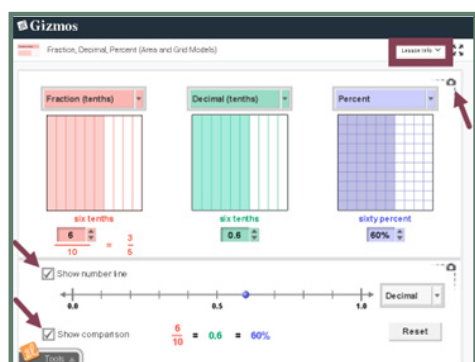 Gizmos
Fraction, Decimal, Percent (Area and Grid Models)
Lesson Info
Fraction (tenths)
Decimal (tenths)
Percent
six tenths
six tenths
sixty percent
6
10
=
3
5
0.6
60%
Show number line
0.0
0.5
1.0
Decimal
Show comparison
6
10
= 0.6 = 60%
Reset
Tools